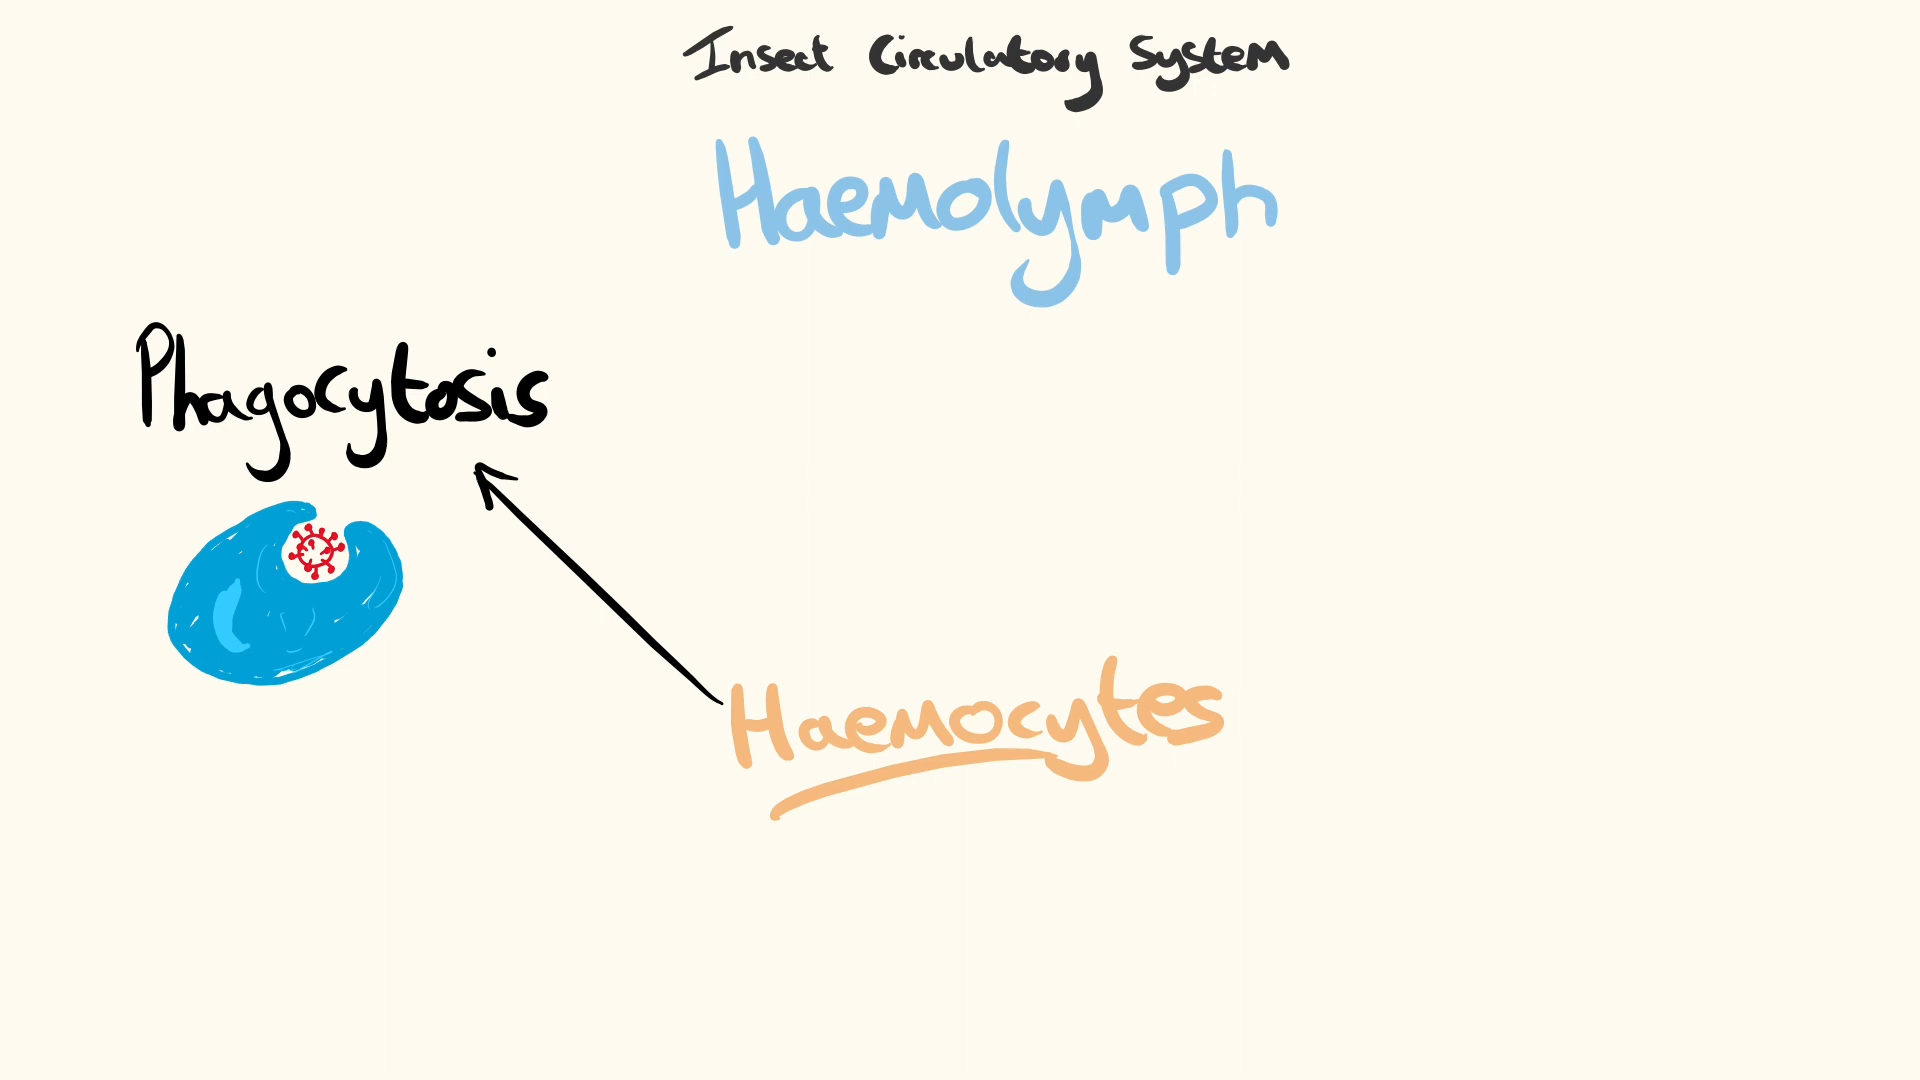 Insect Circulatory System
Haemolymph
Phagocytosis
Haemocytes